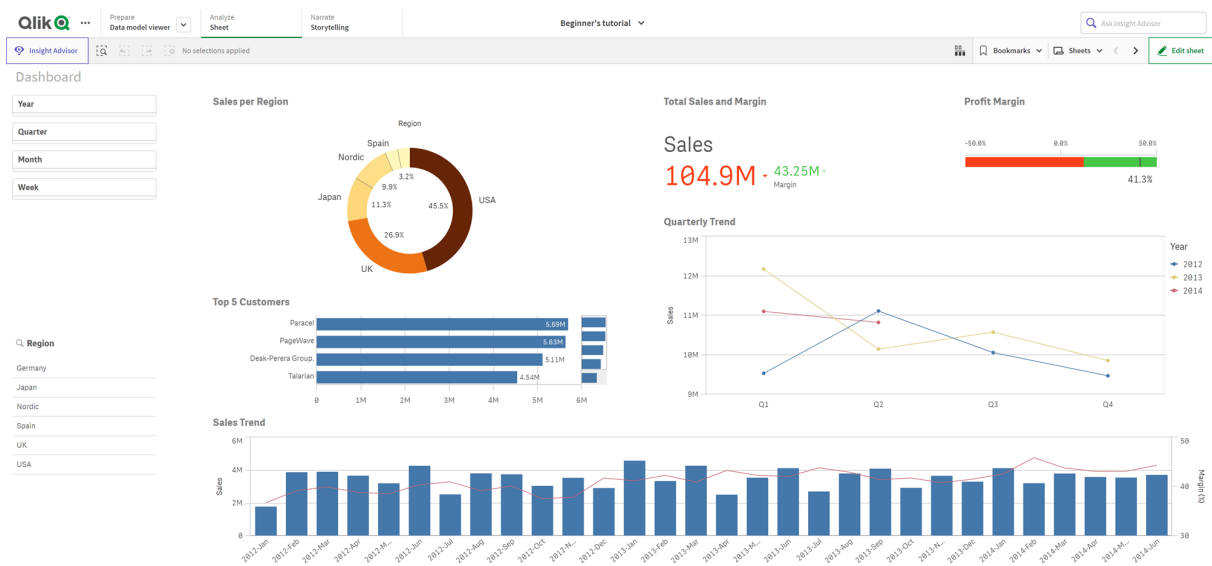 Qlik
Prepare
Data model viewer
Analyze
Sheet
Narrate
Storytelling
Beginner's tutorial
Ask Insight Advisor
Insight Advisor
No selections applied
Bookmarks
Sheets
Edit sheet
Dashboard
Year
Quarter
Month
Week
Region
Germany
Japan
Nordic
Spain
UK
USA
Sales per Region
Region
Spain
Nordic
Japan
UK
USA
3.2%
9.9%
11.3%
26.9%
45.5%
Top 5 Customers
Paracel 5.69M
PageWave 5.63M
Deak-Perera Group. 5.11M
Talarian 4.54M
0 1M 2M 3M 4M 5M 6M
Total Sales and Margin
Sales
104.9M
43.25M
Margin
Profit Margin
-50.0% 0.0% 50.0%
41.3%
Quarterly Trend
13M
12M
11M
10M
9M
Sales
Q1 Q2 Q3 Q4
Year
2012
2013
2014
Sales Trend
6M
4M
2M
0
Sales
50
40
30
Margin (%)
2012-Jan
2012-Feb
2012-Mar
2012-Apr
2012-M...
2012-Jun
2012-Jul
2012-Aug
2012-Sep
2012-Oct
2012-N...
2012-Dec
2013-Jan
2013-Feb
2013-Mar
2013-Apr
2013-M...
2013-Jun
2013-Jul
2013-Aug
2013-Sep
2013-Oct
2013-N...
2013-Dec
2014-Jan
2014-Feb
2014-Mar
2014-Apr
2014-M...
2014-Jun